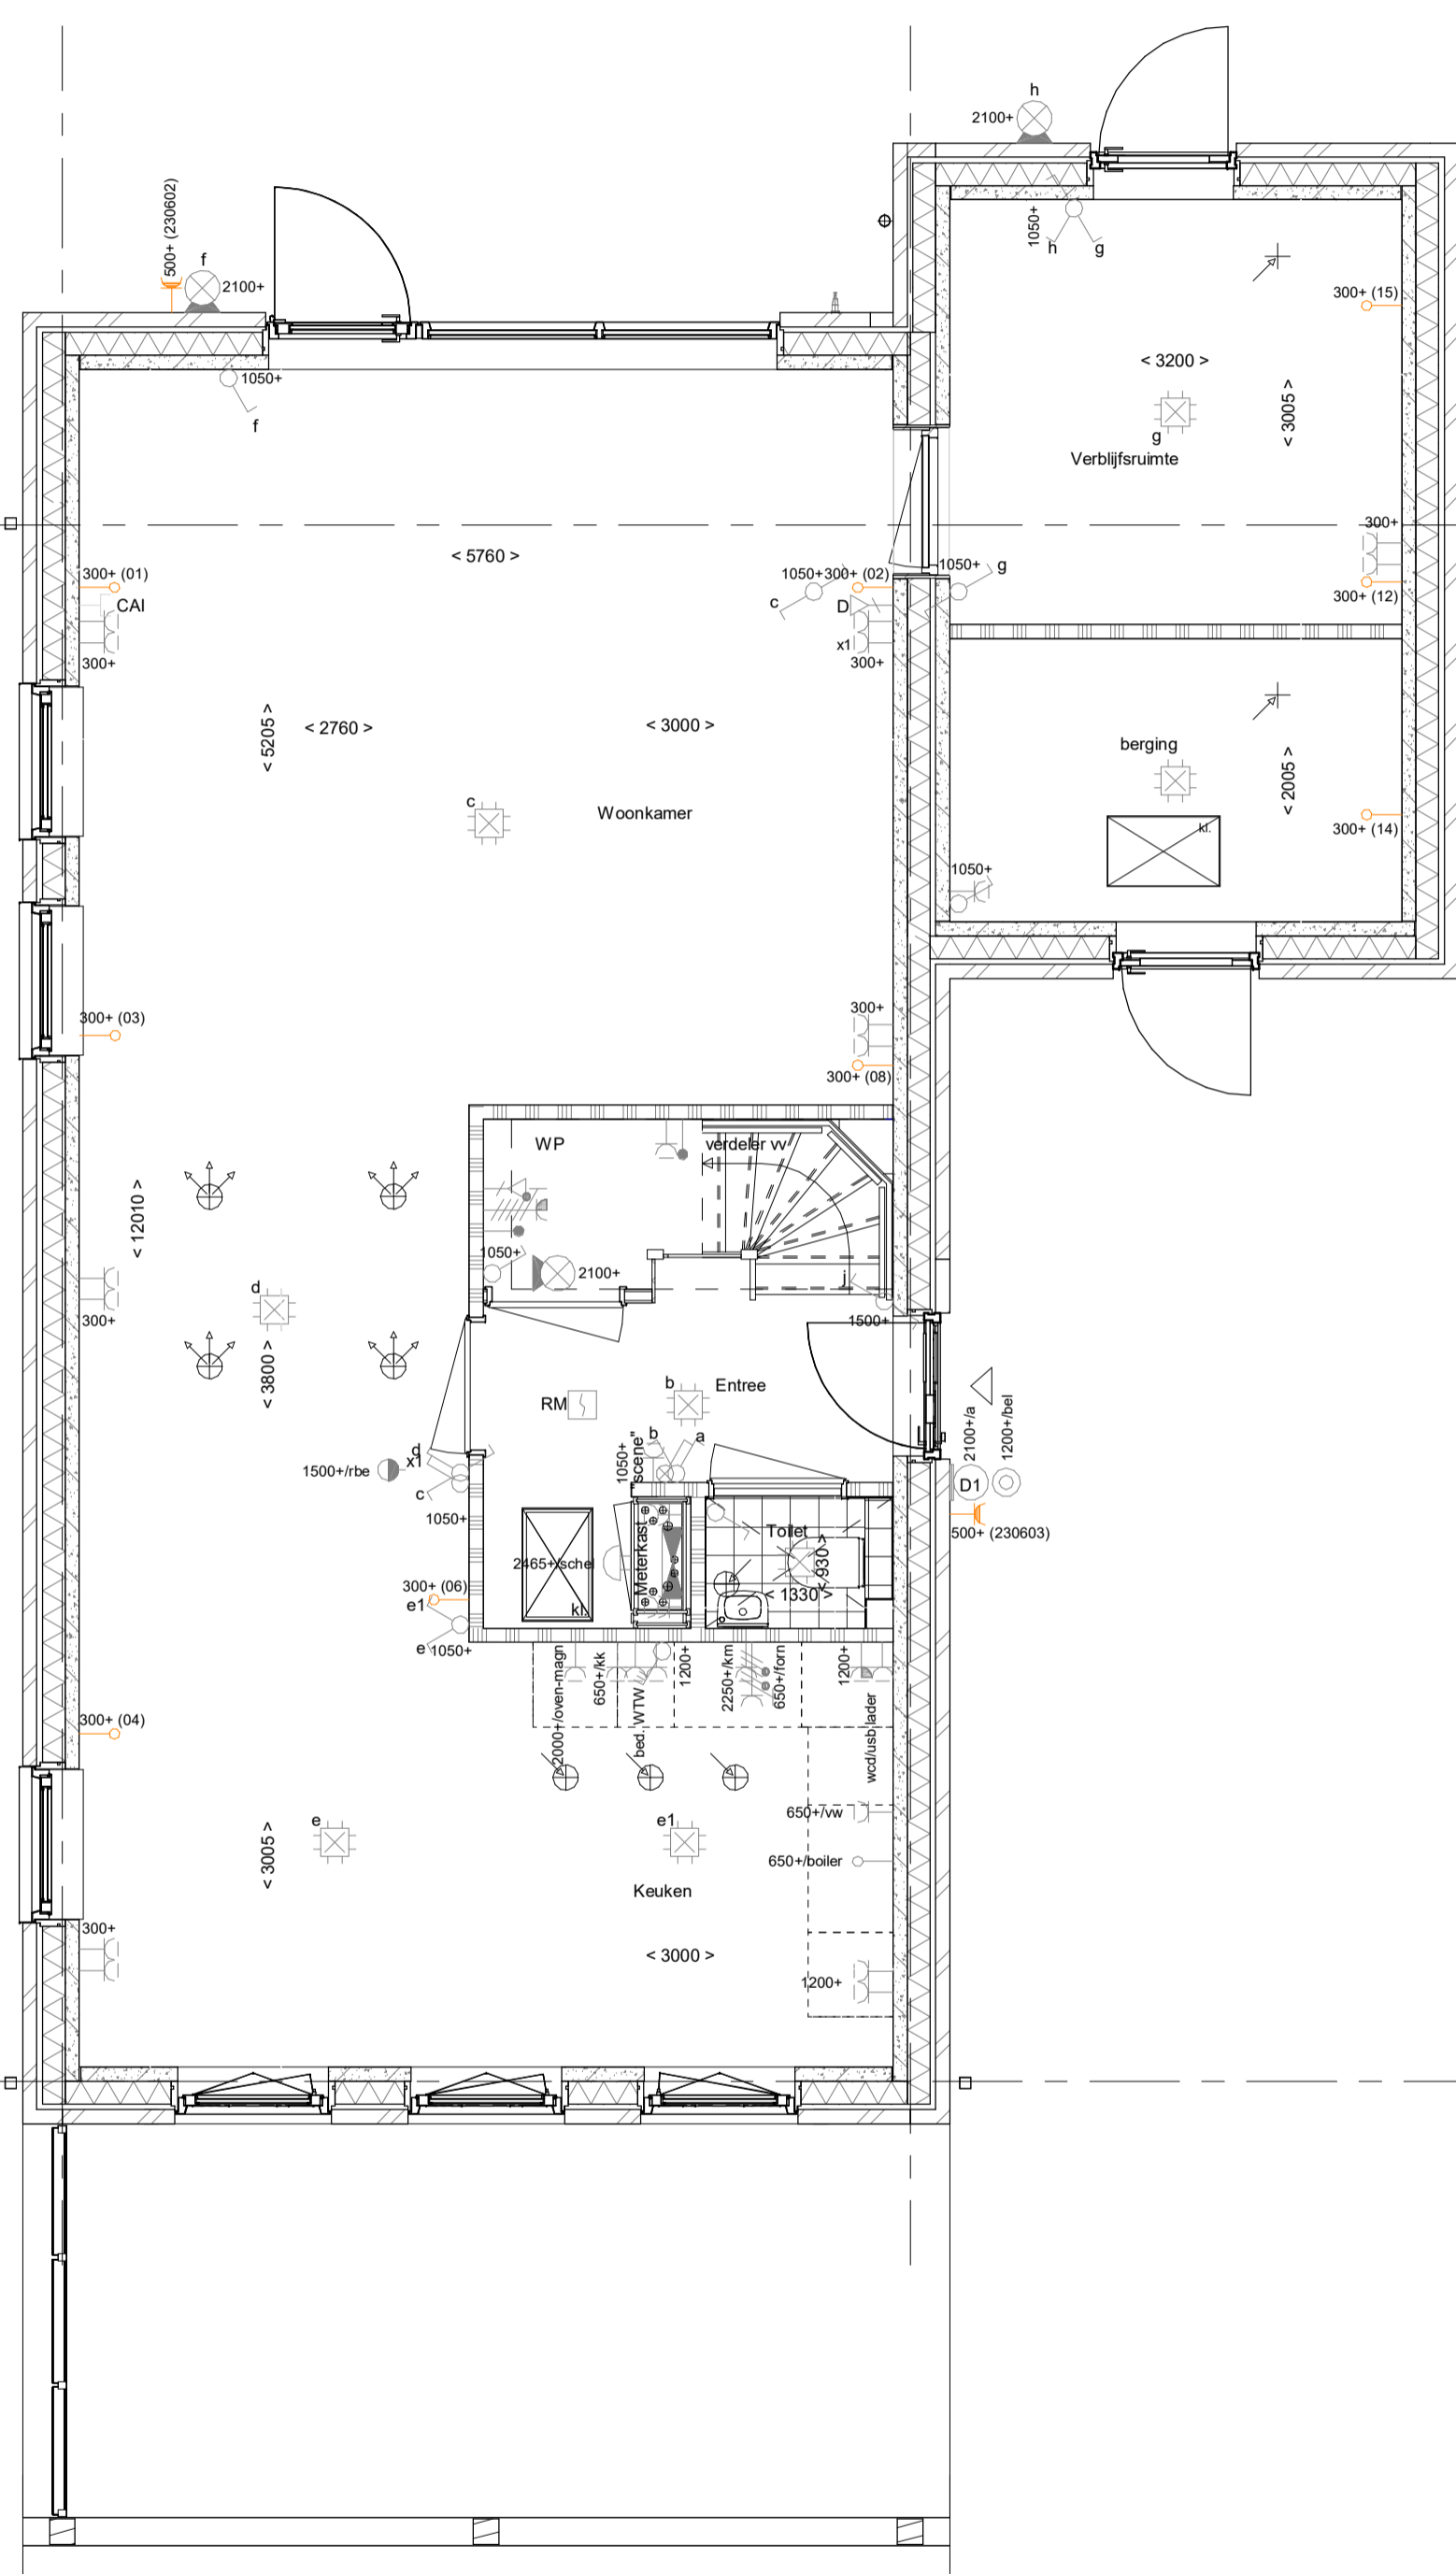 h
2100+
500+ (230602)
f
2100+
1050+
h
g
300+ (15)
< 3200 >
< 3005 >
g
Verblijfsruimte
1050+
f
< 5760 >
300+
300+ (01)
CAI
300+
1050+
300+ (02)
c
D
x1
300+
1050+
g
300+ (12)
< 5205 >
< 2760 >
< 3000 >
berging
< 2005 >
c
Woonkamer
kl.
300+ (14)
1050+
300+ (03)
300+
300+ (08)
WP
verdeler vv
< 12010 >
1050+
2100+
j
1500+
d
300+
< 3800 >
RM
b
Entree
2100+/a
1200+/bel
d
x1
1500+/rbe
c
1050+
1050+
"scene"
b
a
D1
500+ (230603)
Toilet
< 930 >
< 1330 >
Meterkast
2465+/schel
kl.
300+ (06)
e1
e
1050+
2000+/oven-magn
650+/kk
bed. WTW
1200+
2250+/km
650+/forn
1200+
wcd/usb lader
300+ (04)
650+/vw
e
e1
650+/boiler
< 3005 >
Keuken
300+
< 3000 >
1200+